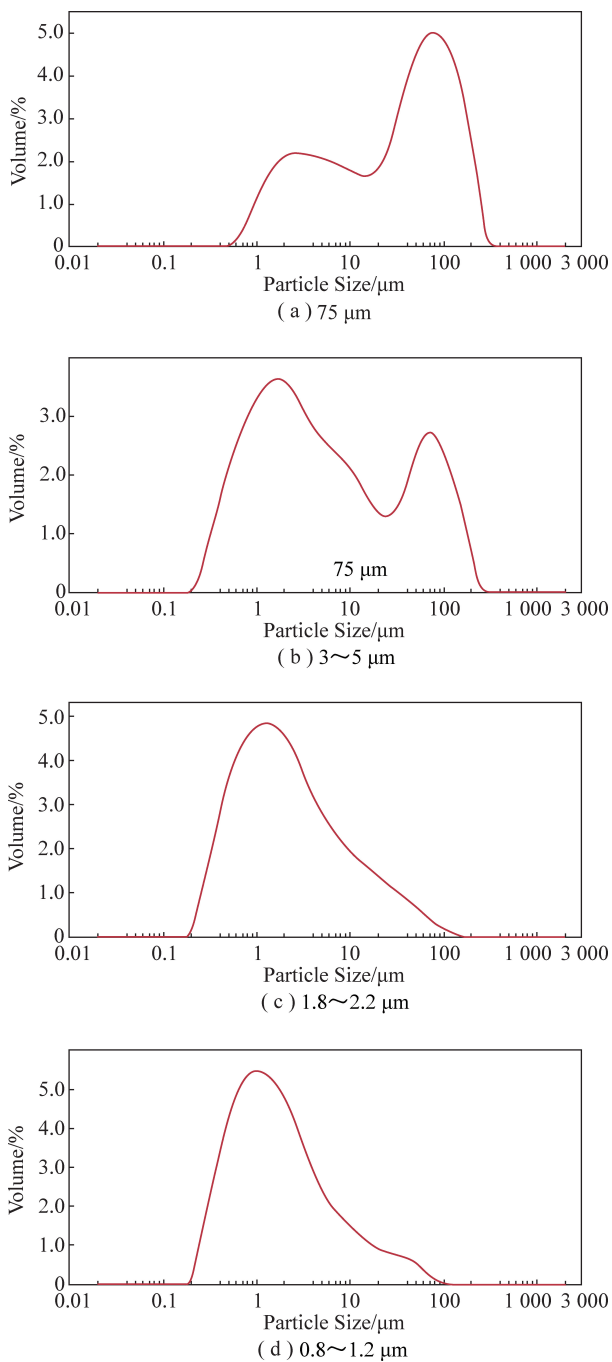 5.0
4.0
3.0
2.0
1.0
0
Volume/%
0.01 0.1 1 10 100 1 000 3 000
Particle Size/μm
( a ) 75 μm
3.0
2.0
1.0
0
Volume/%
75 μm
0.01 0.1 1 10 100 1 000 3 000
Particle Size/μm
( b ) 3～5 μm
5.0
4.0
3.0
2.0
1.0
0
Volume/%
0.01 0.1 1 10 100 1 000 3 000
Particle Size/μm
( c ) 1.8～2.2 μm
5.0
4.0
3.0
2.0
1.0
0
Volume/%
0.01 0.1 1 10 100 1 000 3 000
Particle Size/μm
( d ) 0.8～1.2 μm